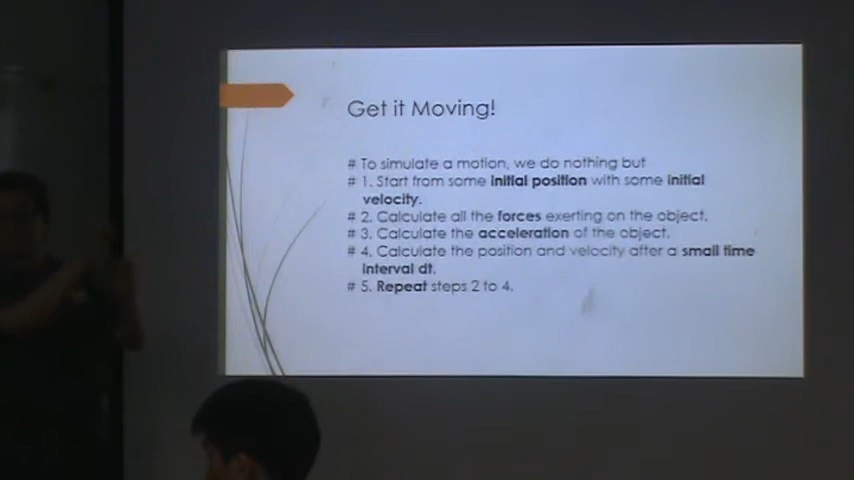 Get it Moving!
# To simulate a motion, we do nothing but
# 1. Start from some initial position with some initial
velocity.
# 2. Calculate all the forces exerting on the object.
# 3. Calculate the acceleration of the object.
# 4. Calculate the position and velocity after a small time
interval dt.
# 5. Repeat steps 2 to 4.